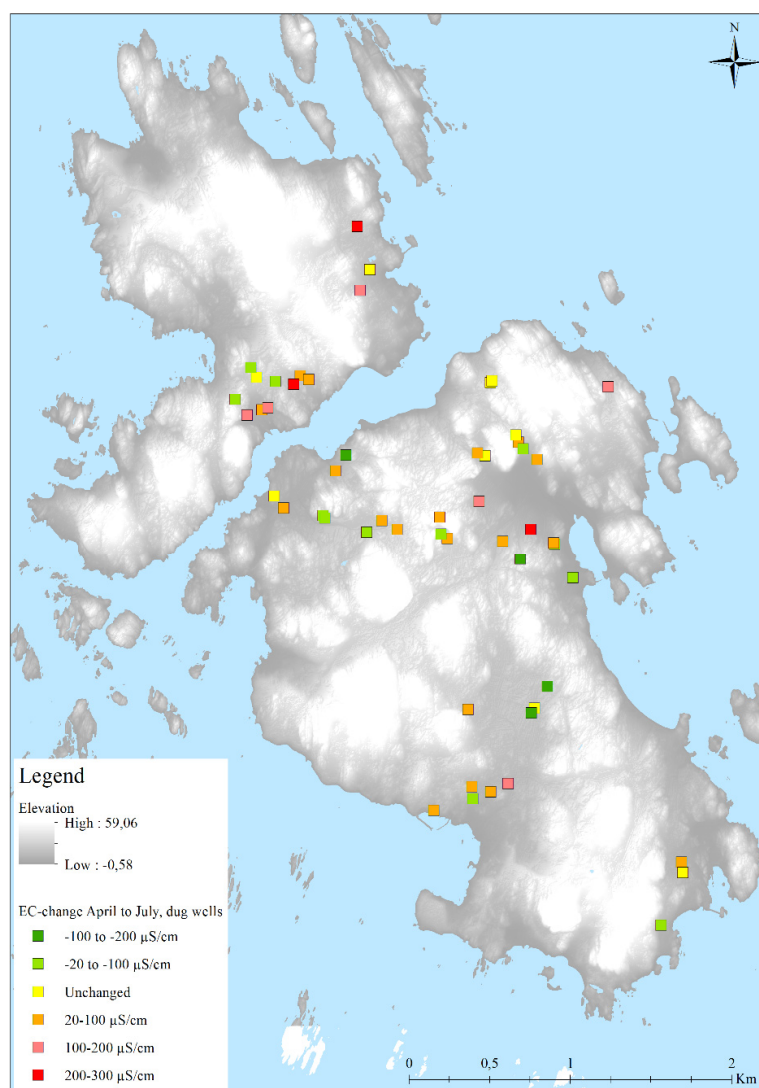 N
Legend
Elevation
High : 59,06
Low : -0,58
EC-change April to July, dug wells
-100 to -200 µS/cm
-20 to -100 µS/cm
Unchanged
20-100 µS/cm
100-200 µS/cm
200-300 µS/cm
0 0,5 1 2
Km